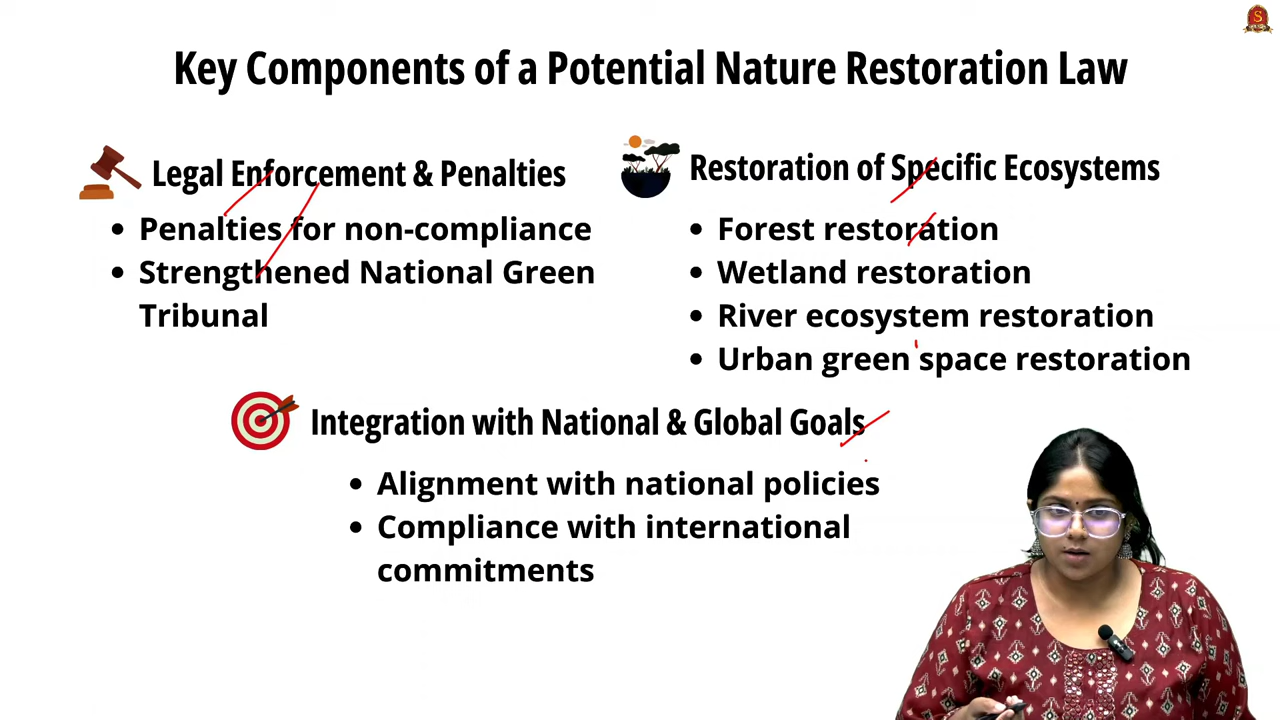 Key Components of a Potential Nature Restoration Law
Legal Enforcement & Penalties
• Penalties for non-compliance
• Strengthened National Green
Tribunal
Restoration of Specific Ecosystems
• Forest restoration
• Wetland restoration
• River ecosystem restoration
• Urban green space restoration
Integration with National & Global Goals
• Alignment with national policies
• Compliance with international
commitments
S